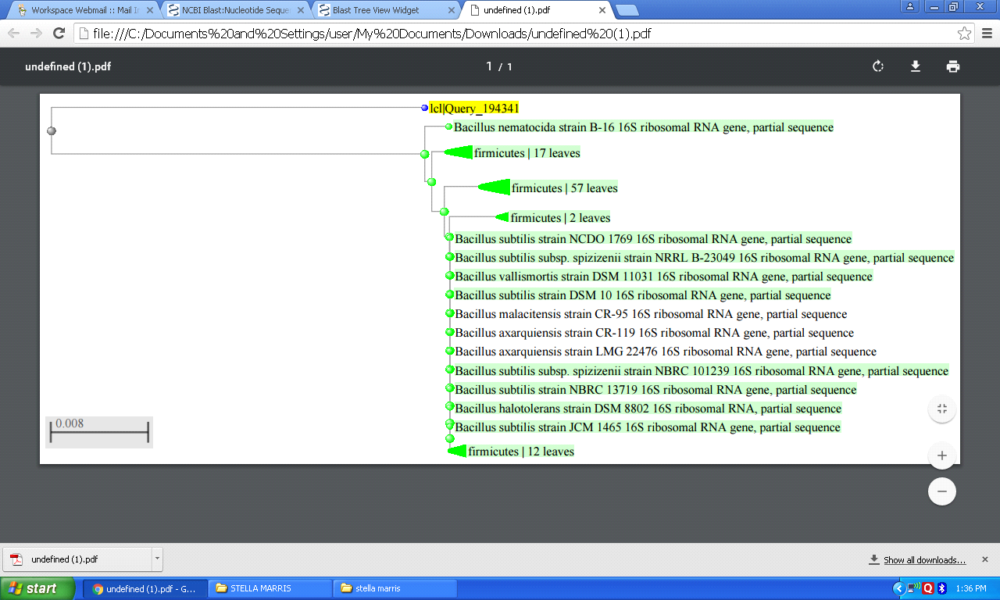 Workspace Webmail :: Mail I
NCBI Blast:Nucleotide Seque
Blast Tree View Widget
undefined (1).pdf
file:///C:/Documents%20and%20Settings/user/My%20Documents/Downloads/undefined%20(1).pdf
undefined (1).pdf
1 / 1
lcl|Query_194341
Bacillus nematocida strain B-16 16S ribosomal RNA gene, partial sequence
firmicutes | 17 leaves
firmicutes | 57 leaves
firmicutes | 2 leaves
Bacillus subtilis strain NCDO 1769 16S ribosomal RNA gene, partial sequence
Bacillus subtilis subsp. spizizenii strain NRRL B-23049 16S ribosomal RNA gene, partial sequence
Bacillus vallismortis strain DSM 11031 16S ribosomal RNA gene, partial sequence
Bacillus subtilis strain DSM 10 16S ribosomal RNA gene, partial sequence
Bacillus malacitensis strain CR-95 16S ribosomal RNA gene, partial sequence
Bacillus axarquiensis strain CR-119 16S ribosomal RNA gene, partial sequence
Bacillus axarquiensis strain LMG 22476 16S ribosomal RNA gene, partial sequence
Bacillus subtilis subsp. spizizenii strain NBRC 101239 16S ribosomal RNA gene, partial sequence
Bacillus subtilis strain NBRC 13719 16S ribosomal RNA gene, partial sequence
Bacillus halotolerans strain DSM 8802 16S ribosomal RNA, partial sequence
Bacillus subtilis strain JCM 1465 16S ribosomal RNA gene, partial sequence
firmicutes | 12 leaves
0.008
undefined (1).pdf
Show all downloads...
start
undefined (1).pdf - G...
STELLA MARRIS
stella marris
1:36 PM